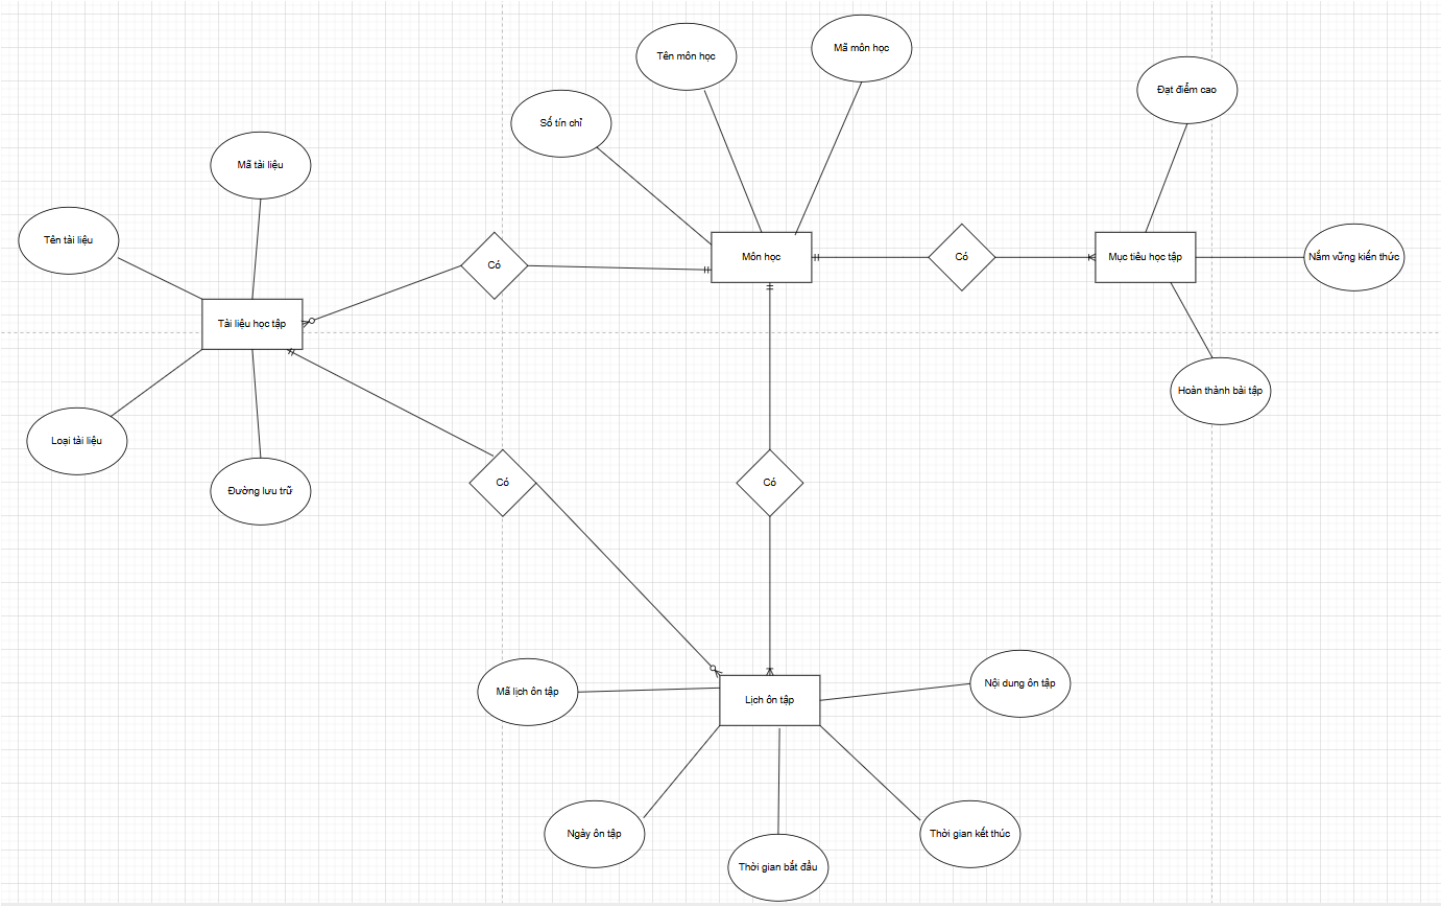 Tên môn học
Mã môn học
Đạt điểm cao
Số tín chỉ
Mã tài liệu
Tên tài liệu
Có
Môn học
Có
Mục tiêu học tập
Nắm vững kiến thúc
Tài liệu học tập
Hoàn thành bài tập
Loại tài liệu
Đường lưu trữ
Có
Có
Mã lịch ôn tập
Lịch ôn tập
Nội dung ôn tập
Ngày ôn tập
Thời gian kết thúc
Thời gian bắt đầu